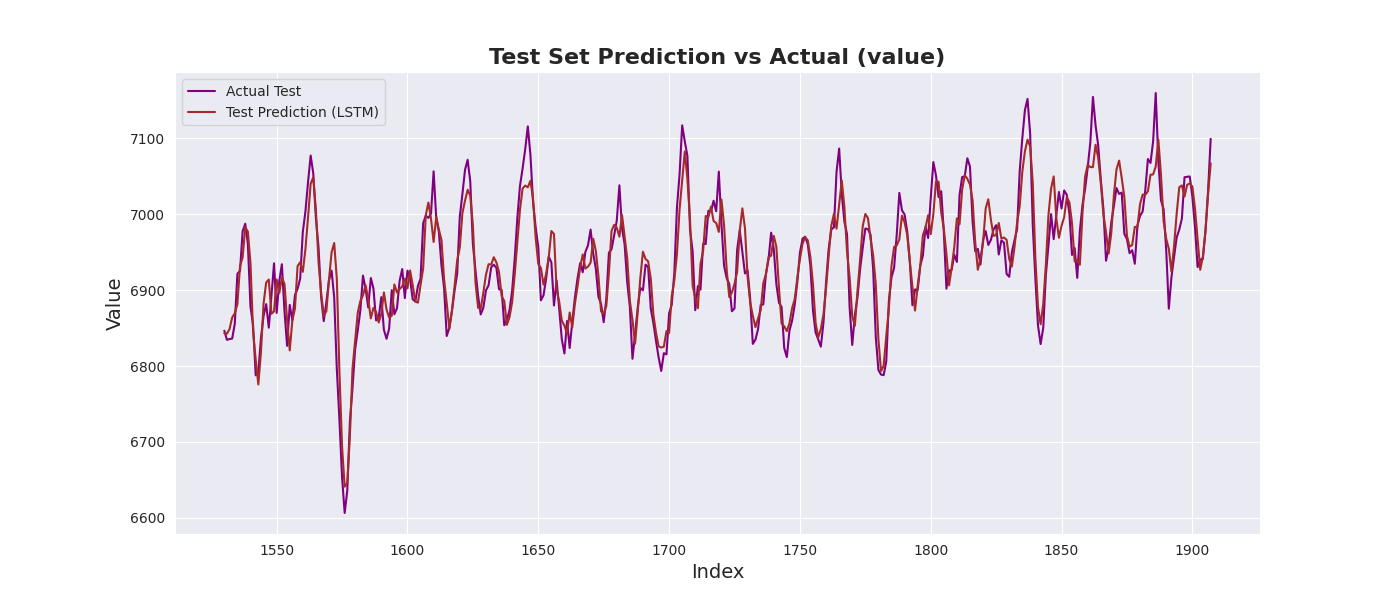 Test Set Prediction vs Actual (value)
Actual Test
Test Prediction (LSTM)
Value
7100
7000
6900
6800
6700
6600
1550 1600 1650 1700 1750 1800 1850 1900
Index